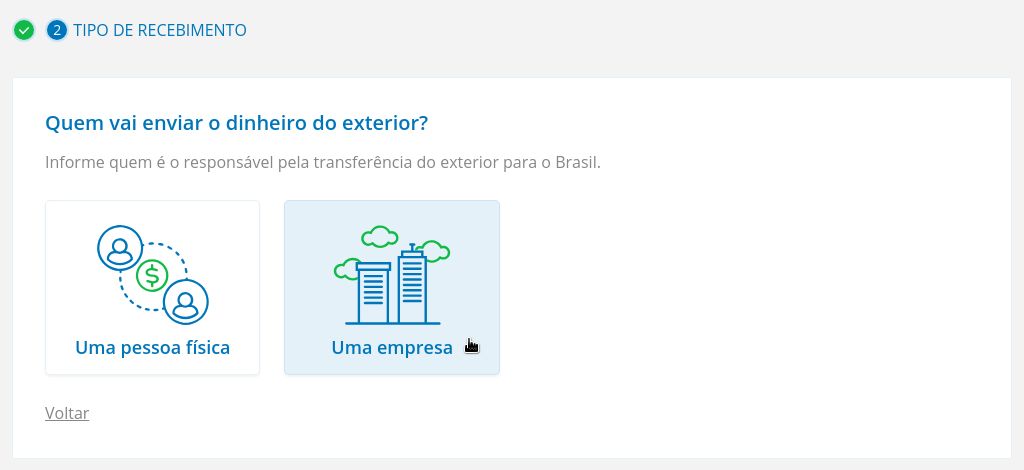 2 TIPO DE RECEBIMENTO
Quem vai enviar o dinheiro do exterior?
Informe quem é o responsável pela transferência do exterior para o Brasil.
$
Uma pessoa física
Uma empresa
Voltar